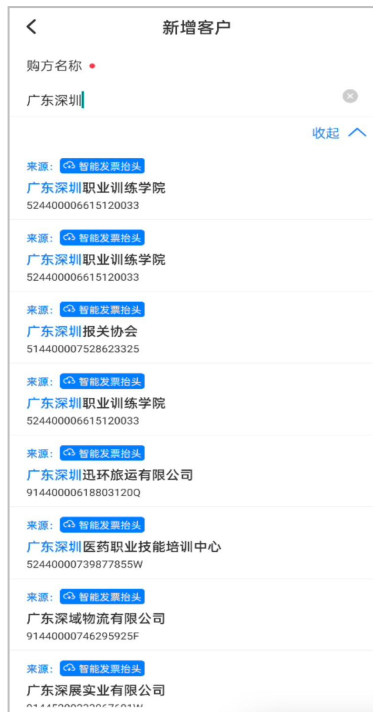 新增客户
购方名称
广东深圳
收起
来源: 智能发票抬头
广东深圳职业训练学院
524400006615120033
来源: 智能发票抬头
广东深圳职业训练学院
524400006615120033
来源: 智能发票抬头
广东深圳报关协会
514400007528623325
来源: 智能发票抬头
广东深圳职业训练学院
524400006615120033
来源: 智能发票抬头
广东深圳迅环旅运有限公司
91440000618803120Q
来源: 智能发票抬头
广东深圳医药职业技能培训中心
52440000739877855W
来源: 智能发票抬头
广东深域物流有限公司
91440000746295925F
来源: 智能发票抬头
广东深展实业有限公司